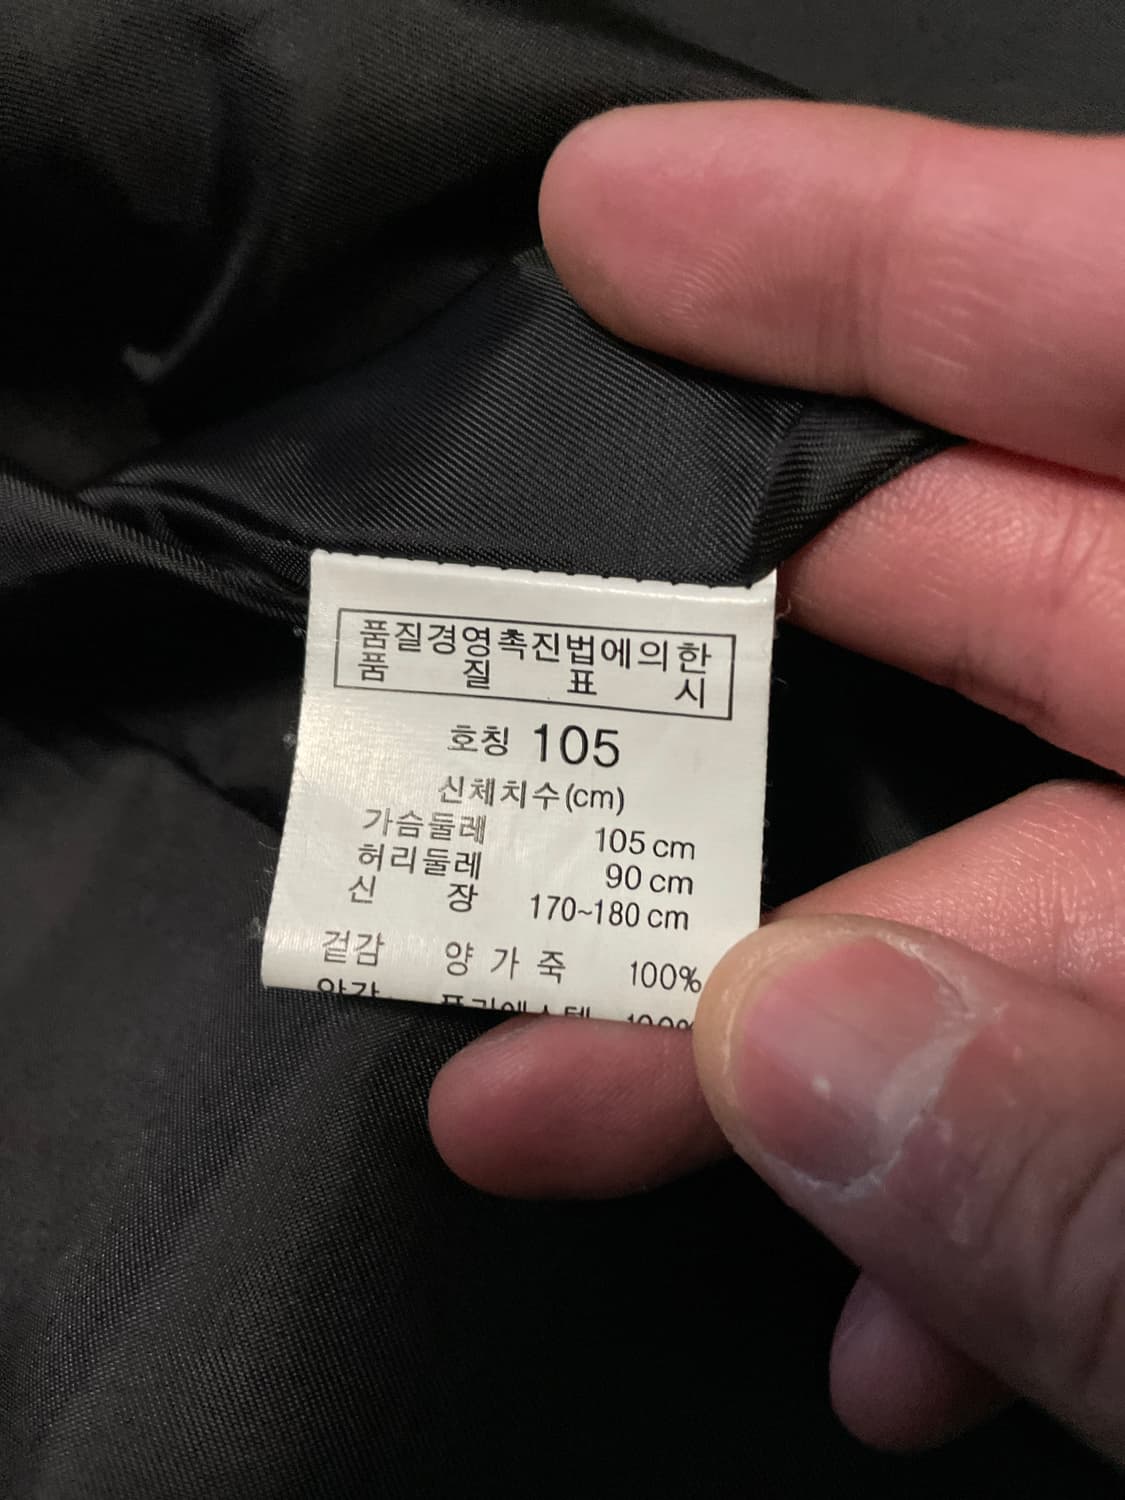 품질경영촉진법에의한
품 질 표 시
호칭 105
신체치수(cm)
가슴둘레 105 cm
허리둘레 90 cm
신 장 170~180 cm
겉감 양 가 죽 100%